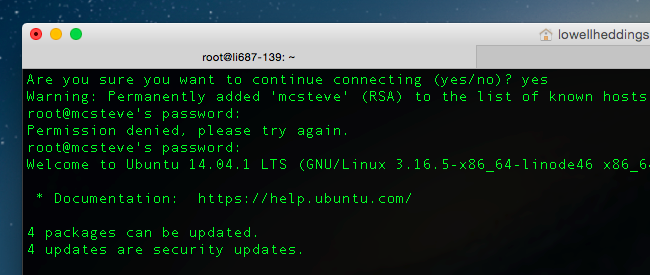 lowellheddings
root@li687-139: ~
Are you sure you want to continue connecting (yes/no)? yes
Warning: Permanently added 'mcsteve' (RSA) to the list of known hosts
root@mcsteve's password:
Permission denied, please try again.
root@mcsteve's password:
Welcome to Ubuntu 14.04.1 LTS (GNU/Linux 3.16.5-x86_64-linode46 x86_6
* Documentation: https://help.ubuntu.com/
4 packages can be updated.
4 updates are security updates.